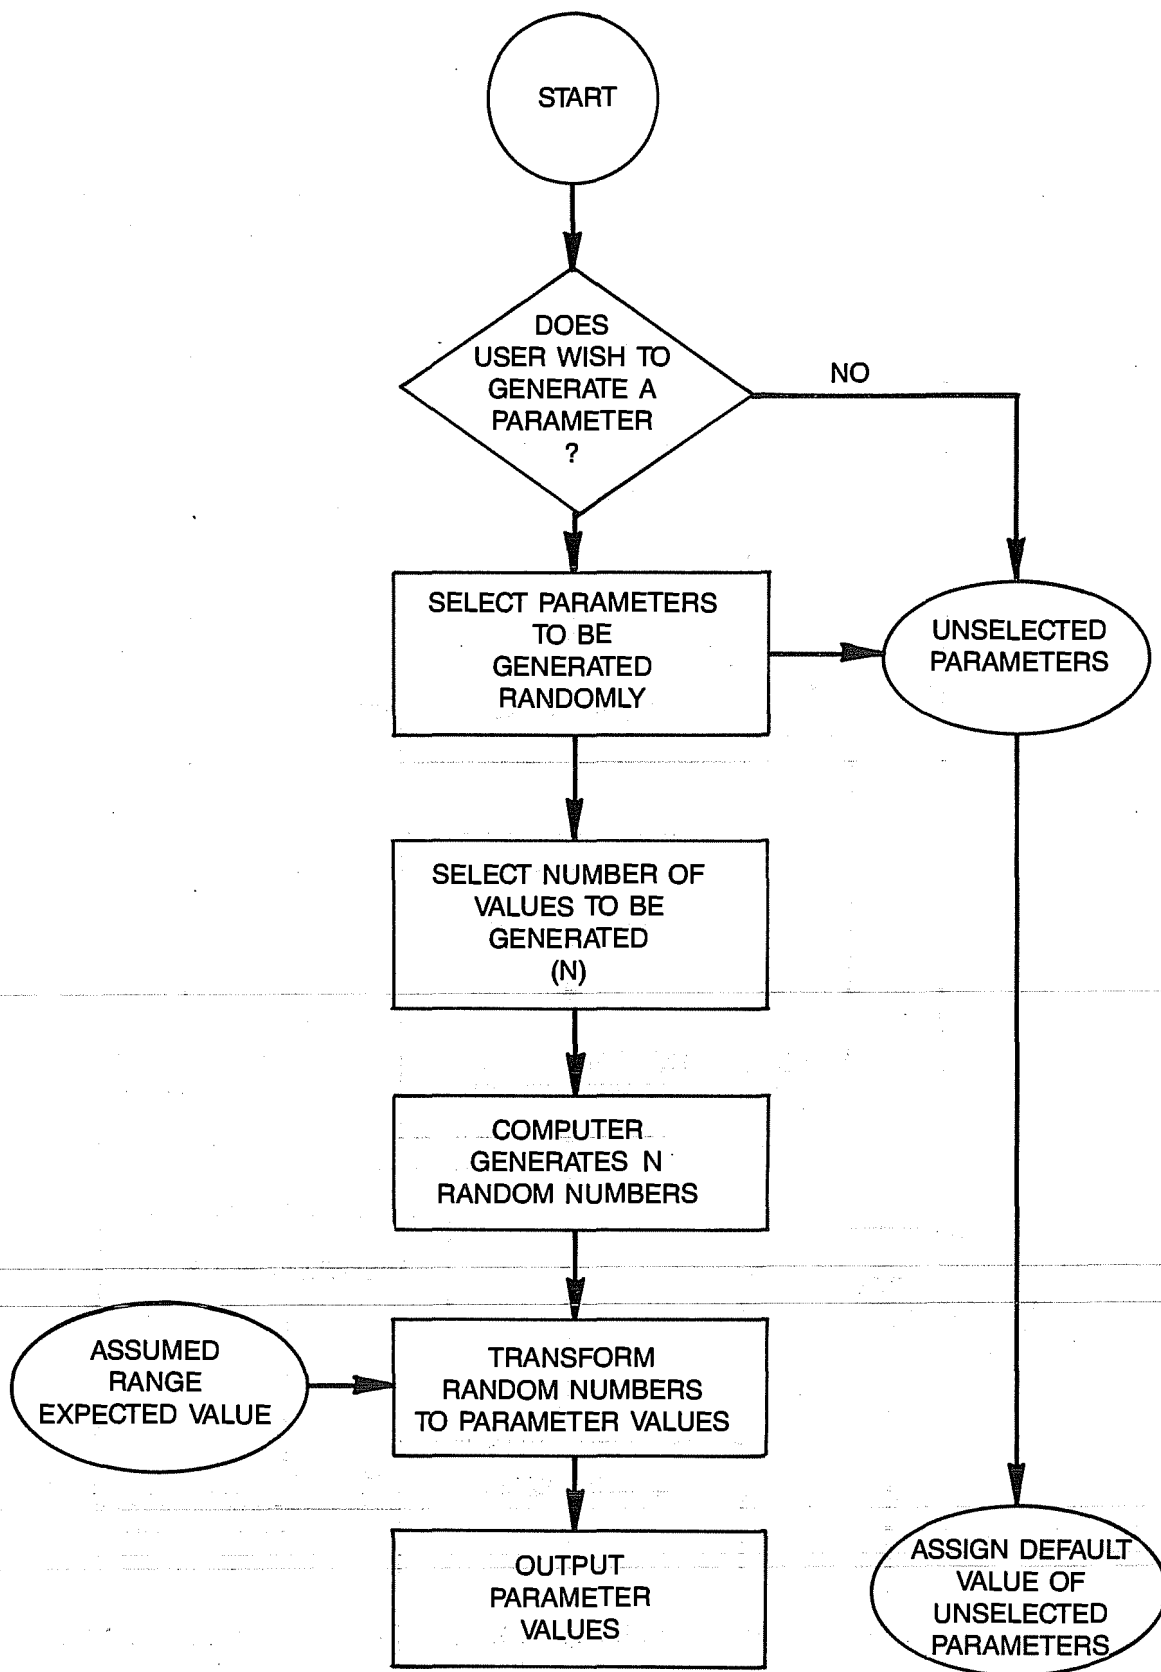 START
DOES
USER WISH TO
GENERATE A
PARAMETER
?
NO
SELECT PARAMETERS
TO BE
GENERATED
RANDOMLY
UNSELECTED
PARAMETERS
SELECT NUMBER OF
VALUES TO BE
GENERATED
(N)
COMPUTER
GENERATES N
RANDOM NUMBERS
ASSUMED
RANGE
EXPECTED VALUE
TRANSFORM
RANDOM NUMBERS
TO PARAMETER VALUES
OUTPUT
PARAMETER
VALUES
ASSIGN DEFAULT
VALUE OF
UNSELECTED
PARAMETERS